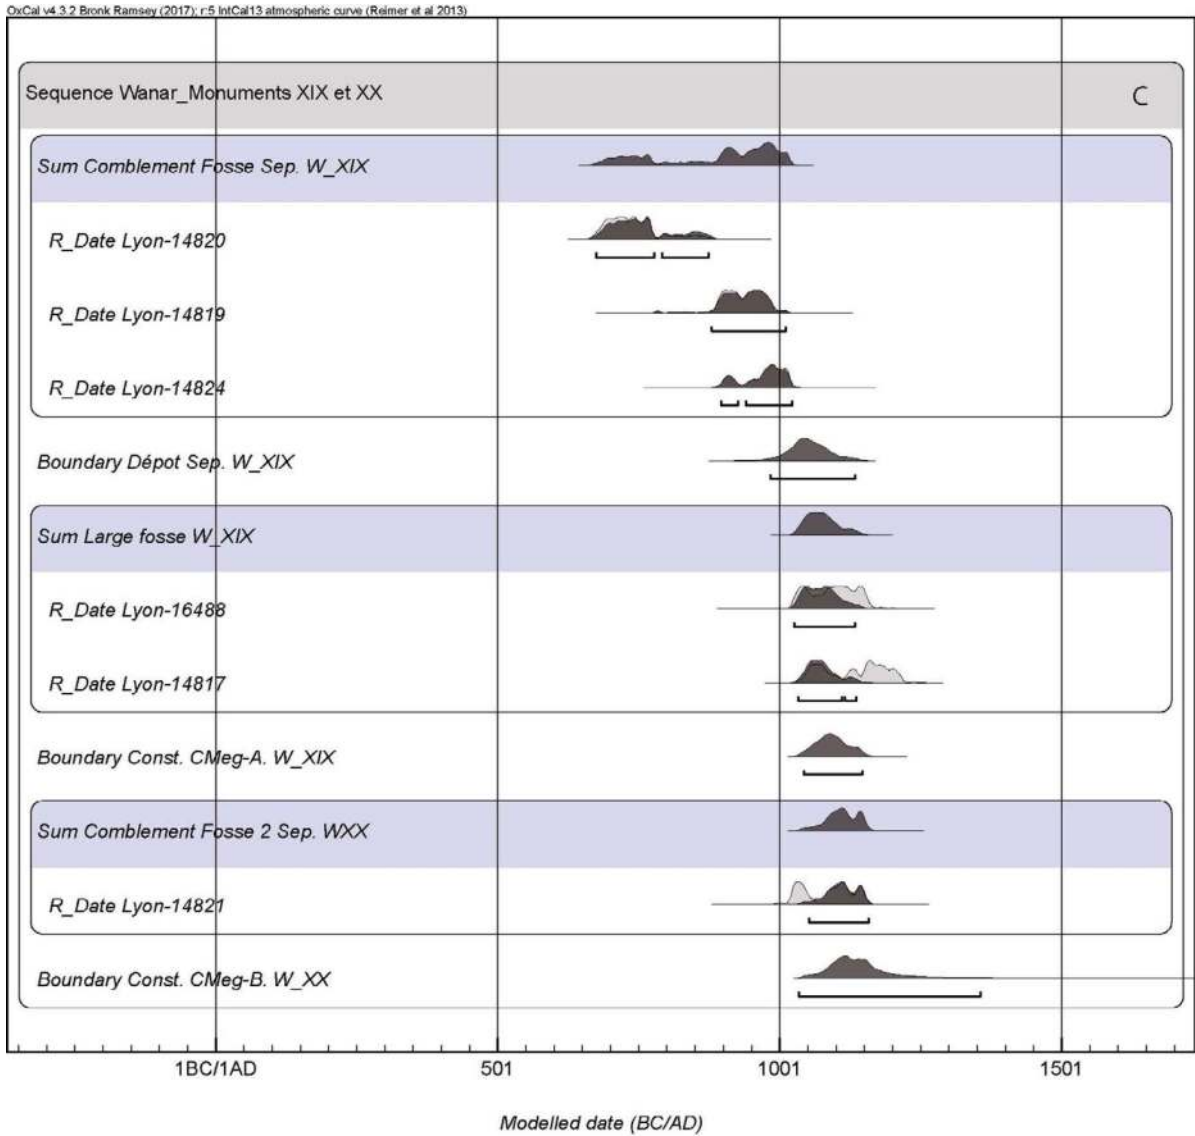 OxCal v4.3.2 Bronk Ramsey (2017); r:5 IntCal13 atmospheric curve (Reimer et al 2013)
Sequence Wanar_Monuments XIX et XX
C
Sum Comblement Fosse Sep. W_XIX
R_Date Lyon-14820
R_Date Lyon-14819
R_Date Lyon-14824
Boundary Dépot Sep. W_XIX
Sum Large fosse W_XIX
R_Date Lyon-16488
R_Date Lyon-14817
Boundary Const. CMeg-A. W_XIX
Sum Comblement Fosse 2 Sep. WXX
R_Date Lyon-14821
Boundary Const. CMeg-B. W_XX
1BC/1AD 501 1001 1501
Modelled date (BC/AD)